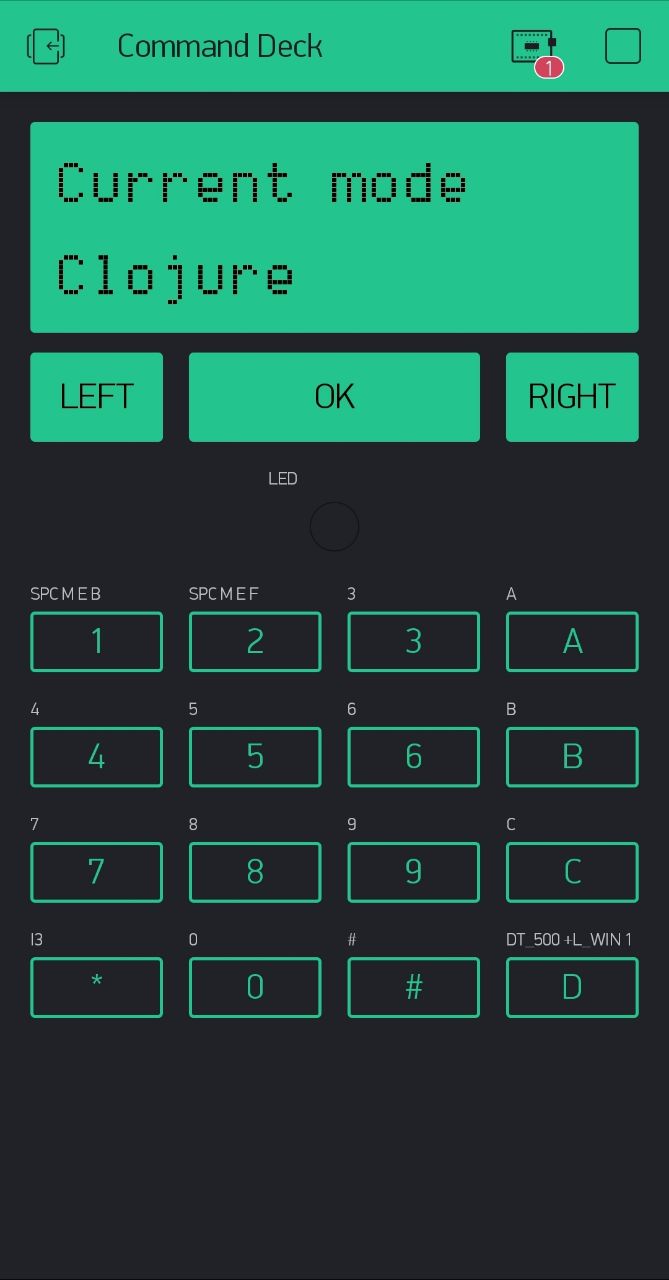 Command Deck
1
Current mode
Clojure
LEFT OK RIGHT
LED
SPC M E B SPC M E F 3 A
1 2 3 A
4 5 6 B
4 5 6 B
7 8 9 C
7 8 9 C
I3 0 # DT_500 +L_WIN 1
* 0 # D